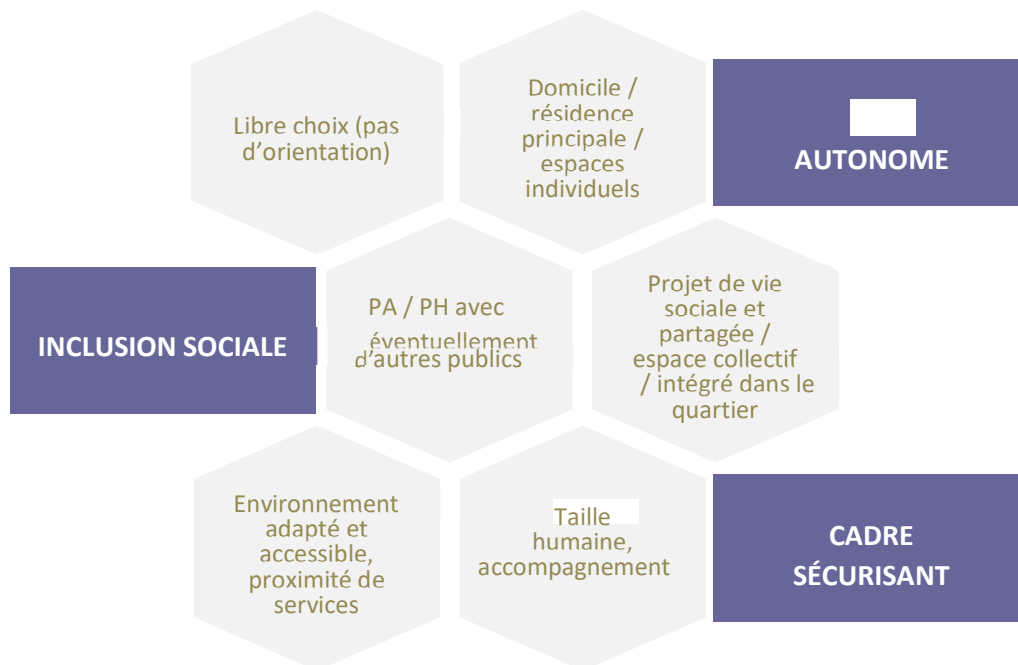 Libre choix (pas
d’orientation)
Domicile /
résidence
principale /
espaces
individuels
AUTONOME
INCLUSION SOCIALE
PA / PH avec
éventuellement
d’autres publics
Projet de vie
sociale et
partagée /
espace collectif
/ intégré dans le
quartier
Environnement
adapté et
accessible,
proximité de
services
Taille
humaine,
accompagnement
CADRE
SÉCURISANT